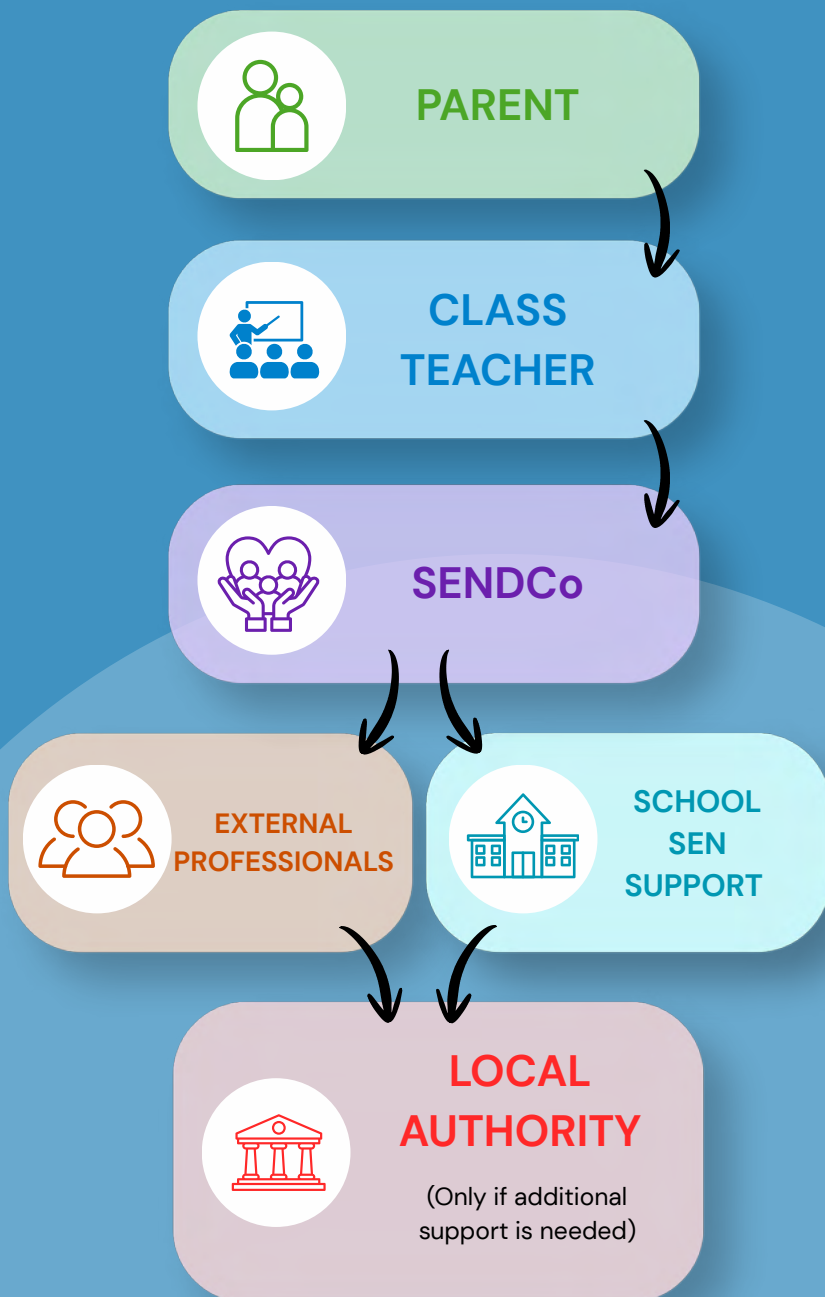 PARENT
CLASS
TEACHER
SENDCo
EXTERNAL
PROFESSIONALS
SCHOOL
SEN
SUPPORT
LOCAL
AUTHORITY
(Only if additional
support is needed)